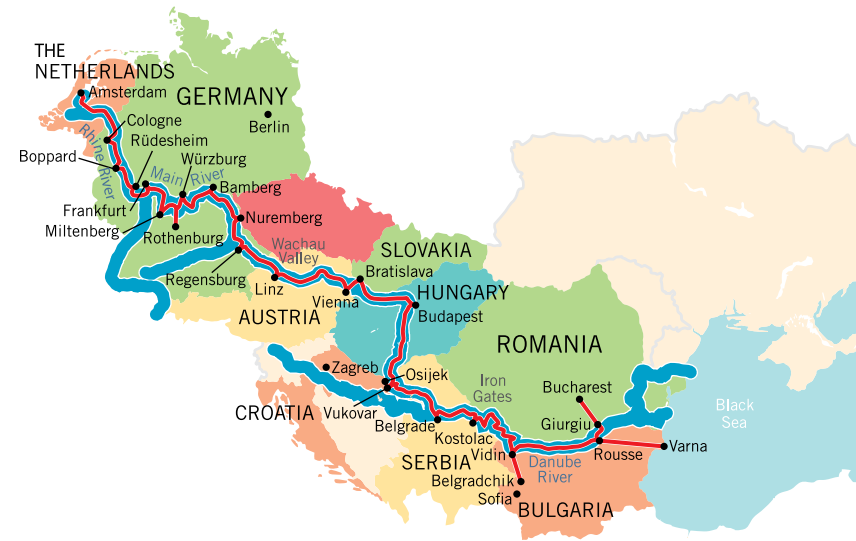 THE
NETHERLANDS
Amsterdam
GERMANY
Berlin
Cologne
Rüdesheim
Rhine River
Boppard
Main River
Würzburg
Bamberg
Frankfurt
Miltenberg
Rothenburg
Nuremberg
Wachau
Valley
SLOVAKIA
Regensburg
Bratislava
Linz
Vienna
HUNGARY
Budapest
AUSTRIA
ROMANIA
Zagreb
Osijek
Iron
Gates
Bucharest
Black
Sea
CROATIA
Vukovar
Belgrade
Giurgiu
Kostolac
Vidin
Rousse
Varna
SERBIA
Danube
River
Belgradchik
Sofia
BULGARIA